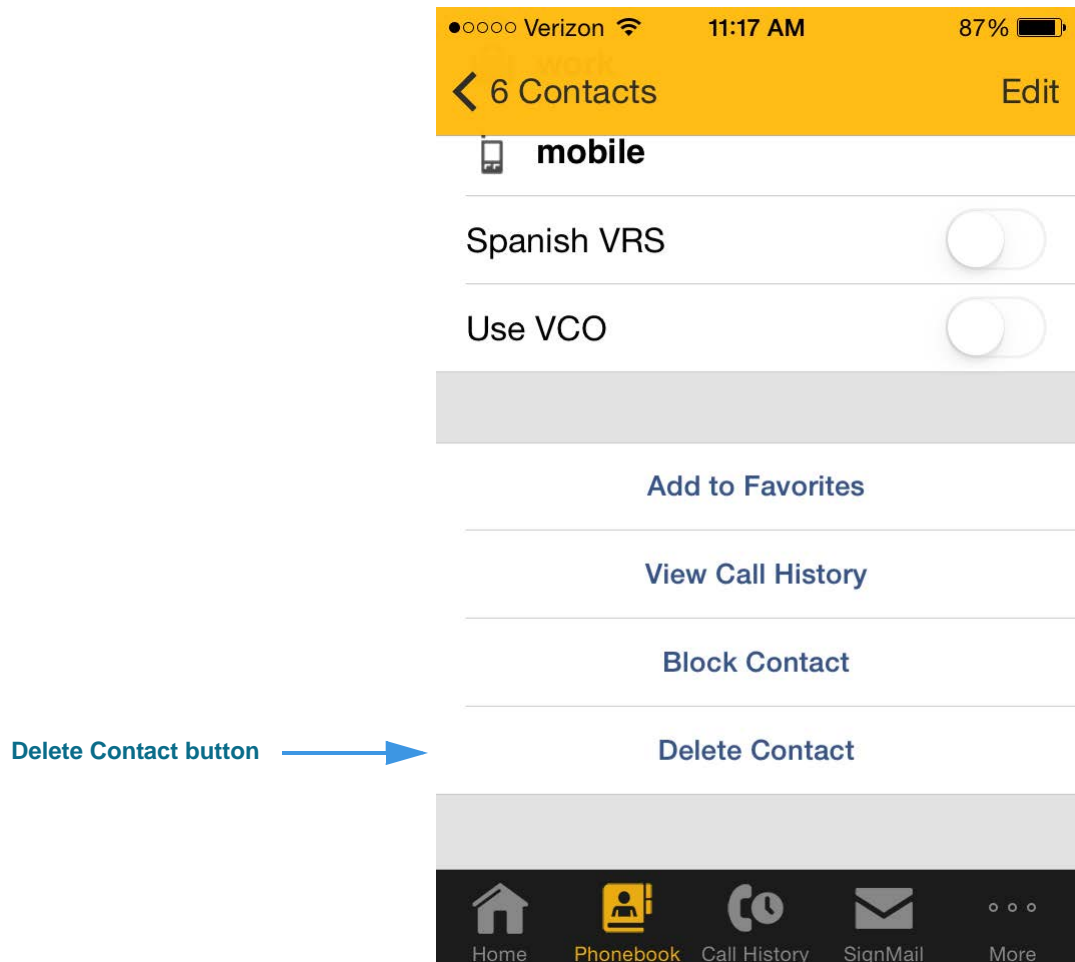 Verizon 11:17 AM 87%
work
6 Contacts Edit
mobile
Spanish VRS
Use VCO
Add to Favorites
View Call History
Block Contact
Delete Contact button Delete Contact
Home Phonebook Call History SignMail More